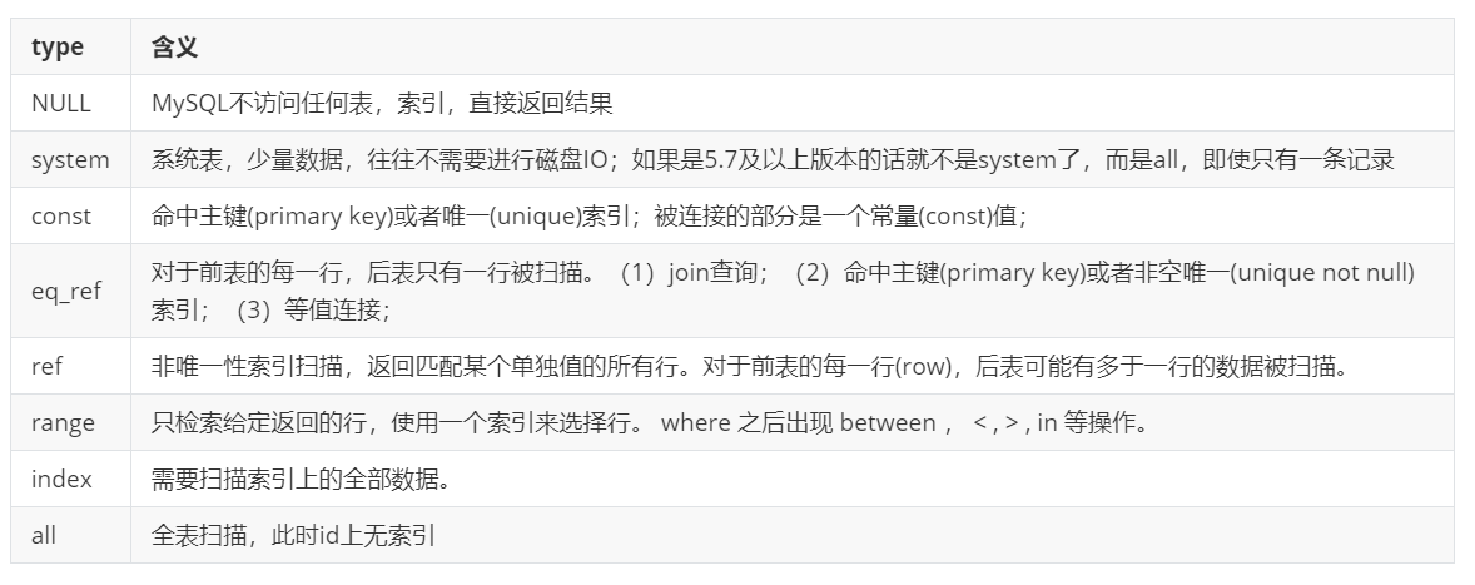 type 含义
NULL MySQL不访问任何表，索引，直接返回结果
system 系统表，少量数据，往往不需要进行磁盘IO；如果是5.7及以上版本的话就不是system了，而是all，即使只有一条记录
const 命中主键(primary key)或者唯一(unique)索引；被连接的部分是一个常量(const)值；
eq_ref 对于前表的每一行，后表只有一行被扫描。（1）join查询；（2）命中主键(primary key)或者非空唯一(unique not null)
索引；（3）等值连接；
ref 非唯一性索引扫描，返回匹配某个单独值的所有行。对于前表的每一行(row)，后表可能有多于一行的数据被扫描。
range 只检索给定返回的行，使用一个索引来选择行。 where 之后出现 between ， < , > , in 等操作。
index 需要扫描索引上的全部数据。
all 全表扫描，此时id上无索引